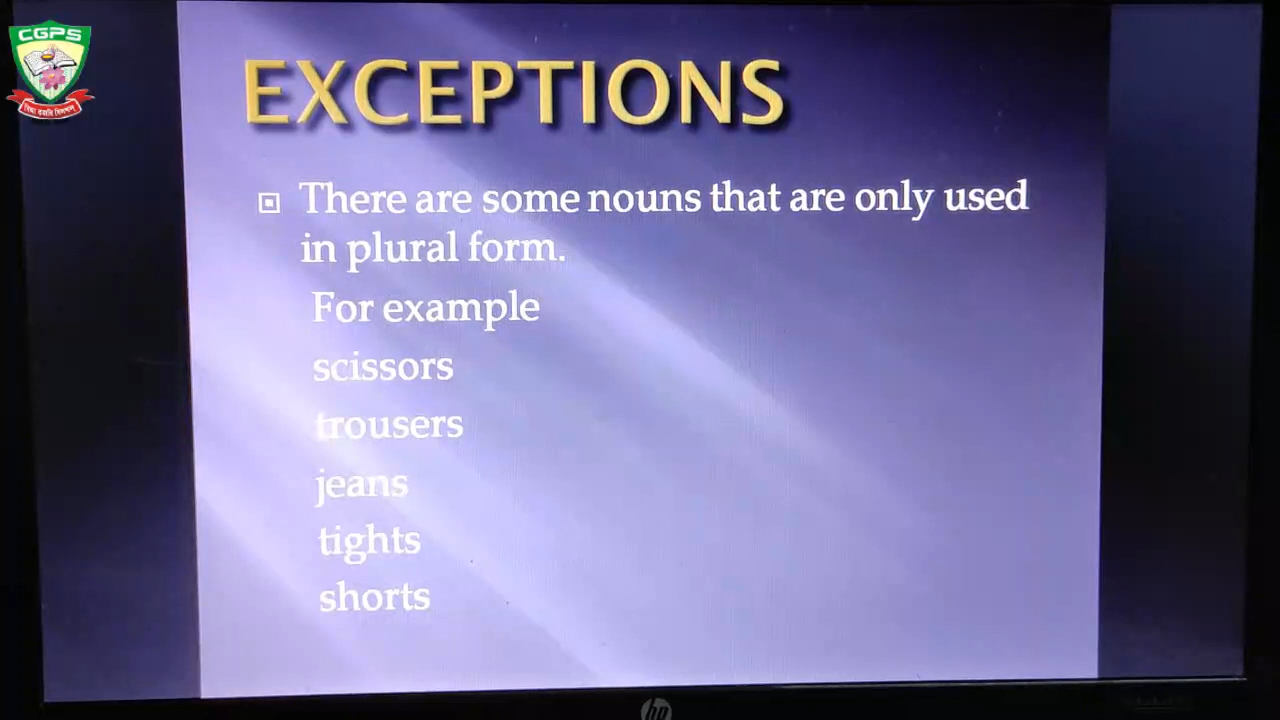 CGPS
EXCEPTIONS
There are some nouns that are only used
in plural form.
For example
scissors
trousers
jeans
tights
shorts
hp